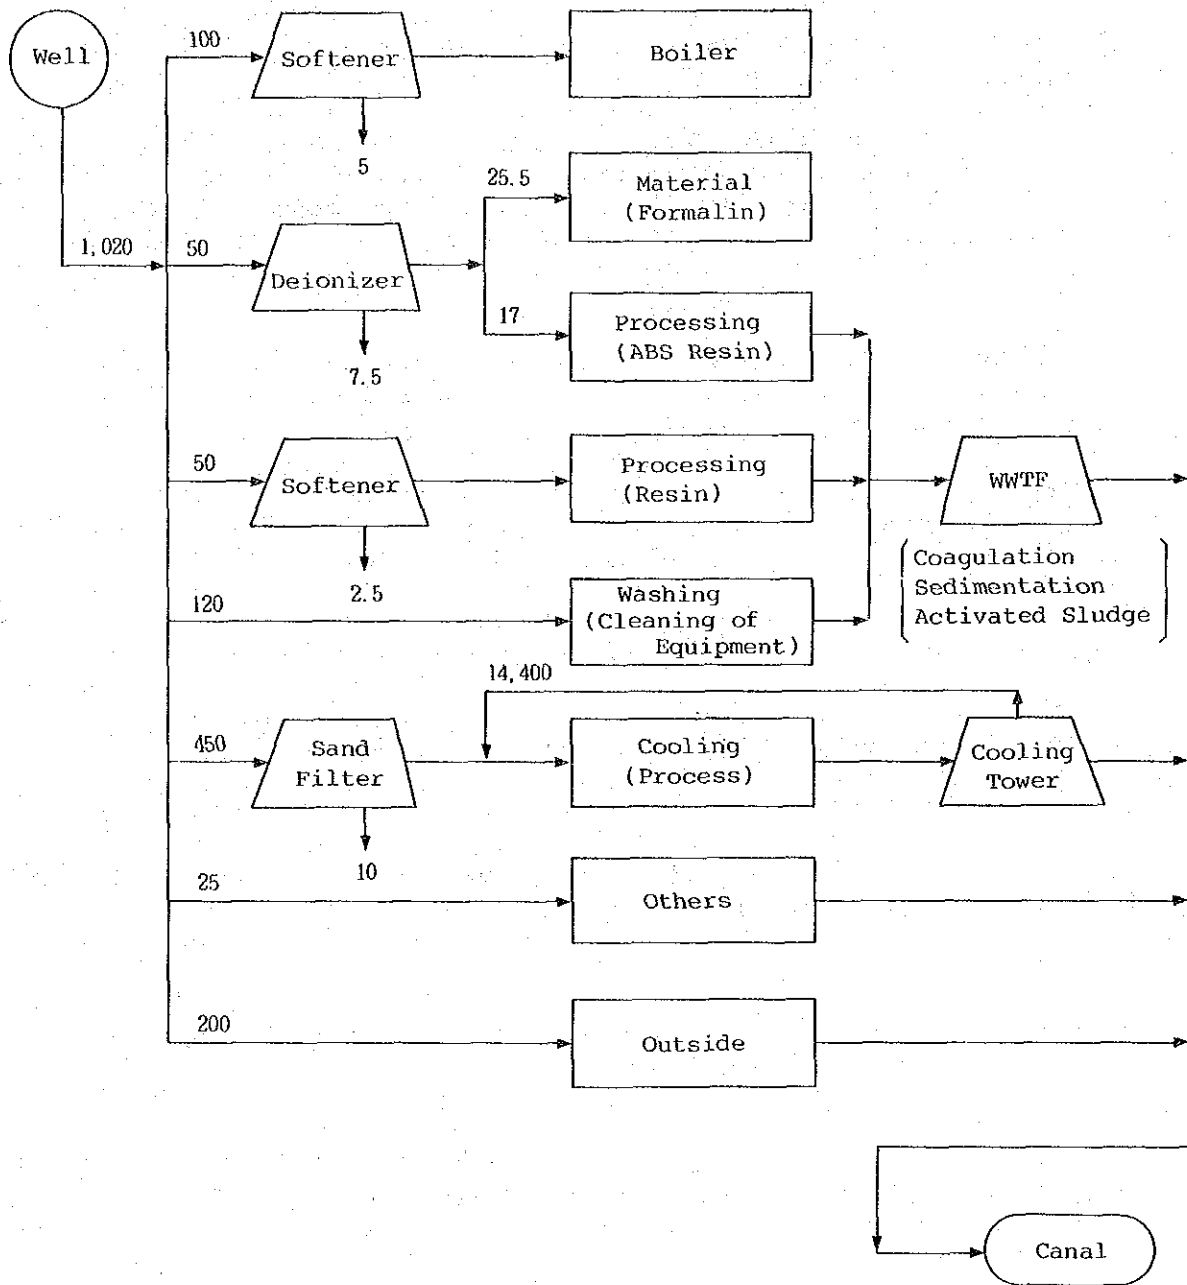 Well
100
Softener
Boiler
5
25.5
Material
(Formalin)
1,020
50
Deionizer
17
Processing
(ABS Resin)
7.5
50
Softener
Processing
(Resin)
WWTF
2.5
Coagulation
Sedimentation
Activated Sludge
120
Washing
(Cleaning of
Equipment)
14,400
450
Sand
Filter
Cooling
(Process)
Cooling
Tower
10
25
Others
200
Outside
Canal